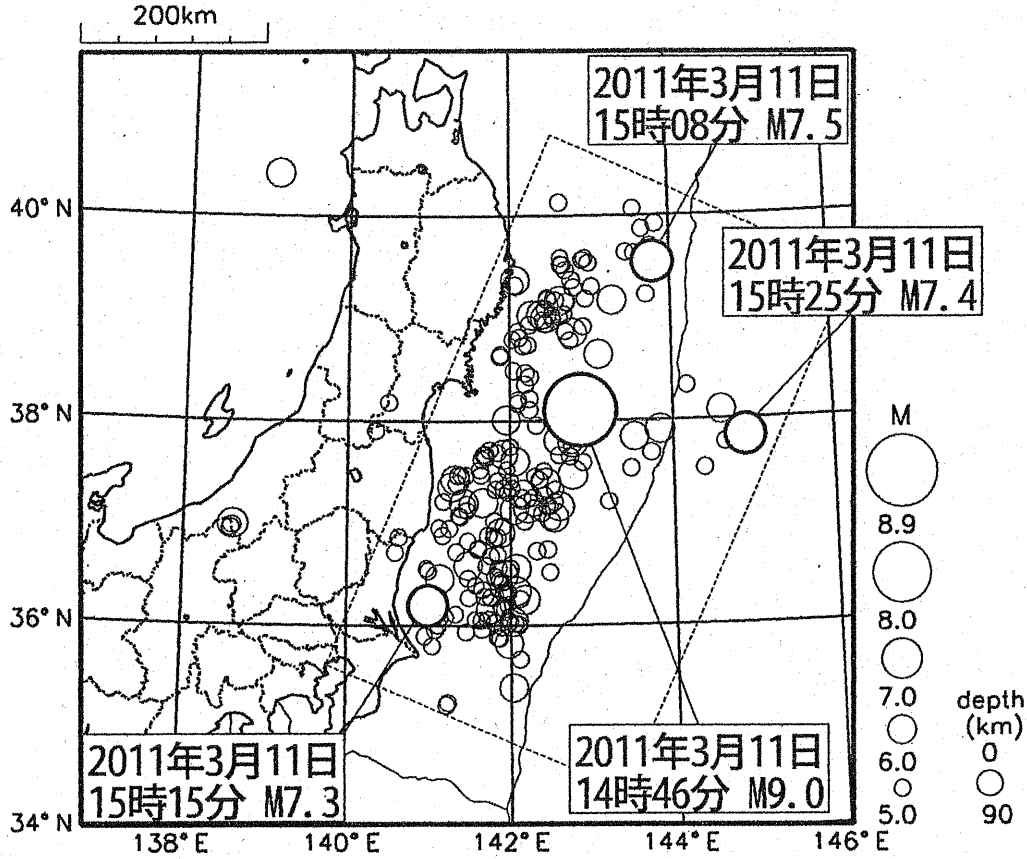 200km
2011年3月11日
15時08分 M7.5
40°N
2011年3月11日
15時25分 M7.4
38°N
M
8.9
8.0
36°N
7.0
depth
(km)
6.0
0
2011年3月11日
15時15分 M7.3
2011年3月11日
14時46分 M9.0
5.0
90
34°N
138°E
140°E
142°E
144°E
146°E